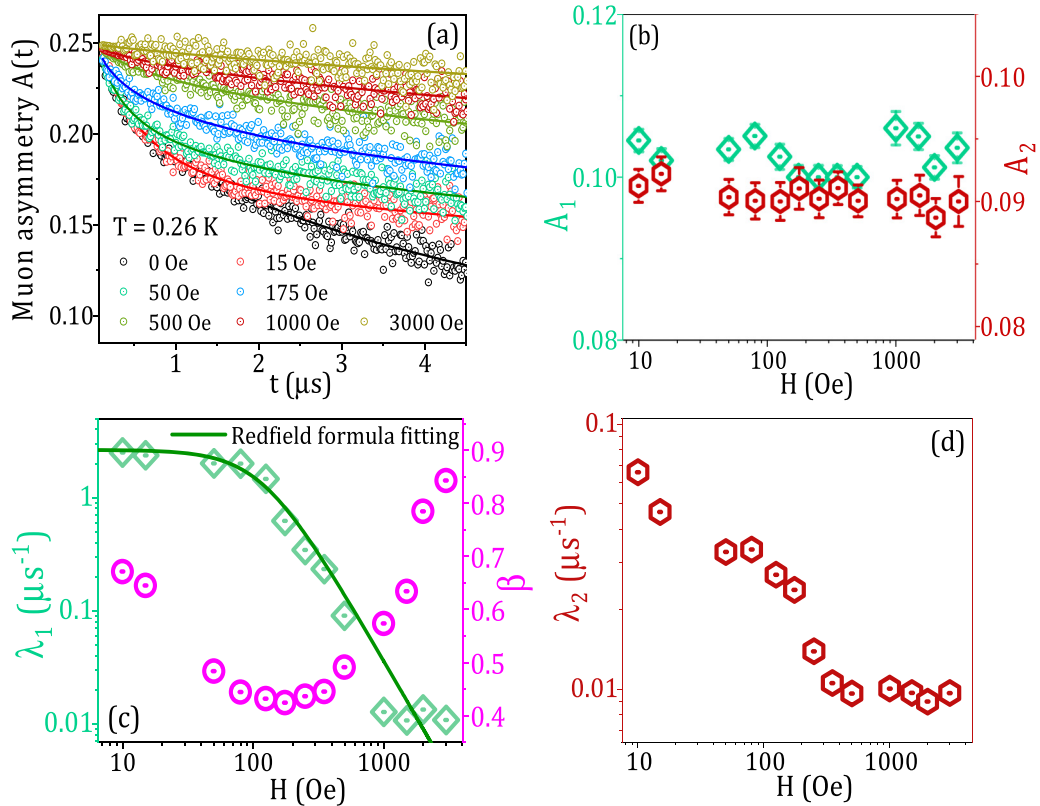 (a)
Muon asymmetry A(t)
0.25
0.20
0.15
0.10
T = 0.26 K
0 Oe
15 Oe
50 Oe
175 Oe
500 Oe
1000 Oe
3000 Oe
1 2 3 4
t (μs)
(b)
A₁
0.12
0.10
0.08
A₂
0.10
0.09
0.08
10 100 1000
H (Oe)
Redfield formula fitting
(c)
λ₁ (μs⁻¹)
1
0.1
0.01
β
0.9
0.8
0.7
0.6
0.5
0.4
10 100 1000
H (Oe)
(d)
λ₂ (μs⁻¹)
0.1
0.01
10 100 1000
H (Oe)